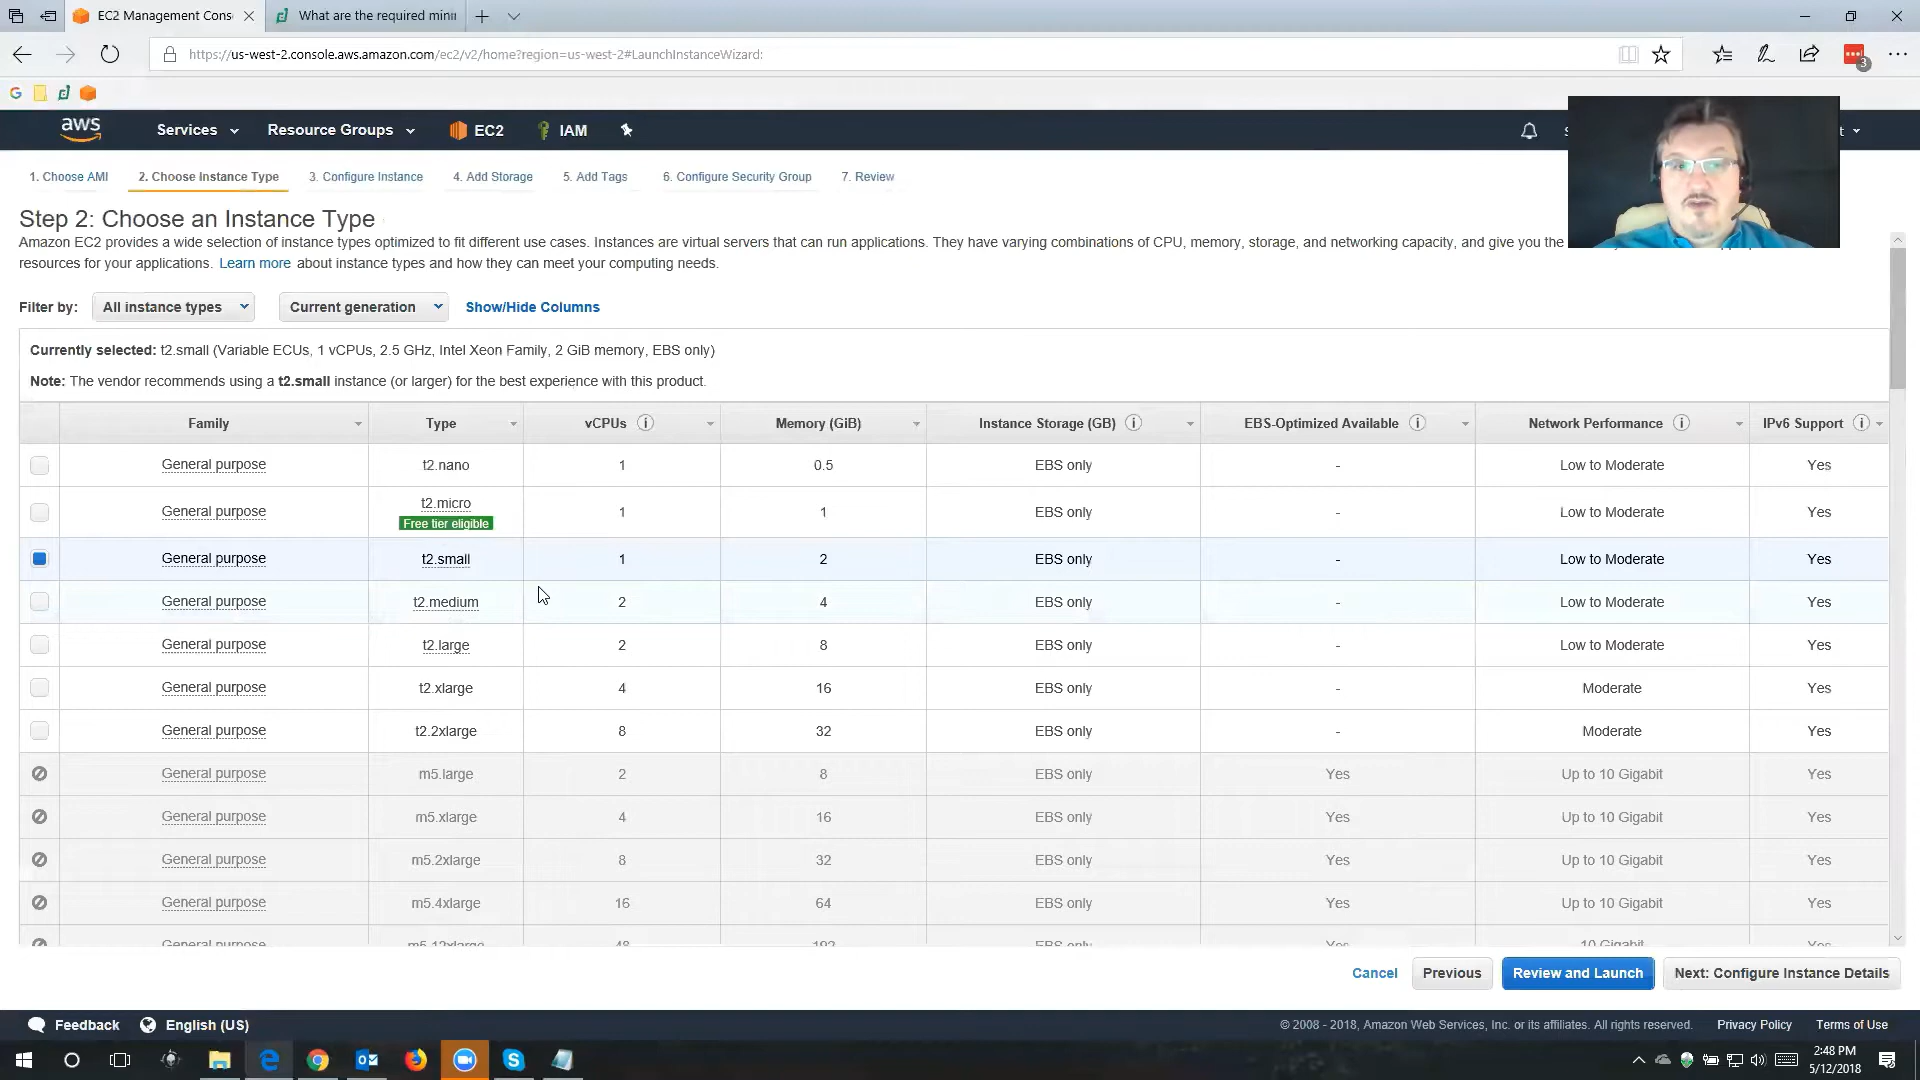 EC2 Management Cons
What are the required mini
https://us-west-2.console.aws.amazon.com/ec2/v2/home?region=us-west-2#LaunchInstanceWizard:
3
G
aws
Services
Resource Groups
EC2
IAM
t
1. Choose AMI
2. Choose Instance Type
3. Configure Instance
4. Add Storage
5. Add Tags
6. Configure Security Group
7. Review
Step 2: Choose an Instance Type
Amazon EC2 provides a wide selection of instance types optimized to fit different use cases. Instances are virtual servers that can run applications. They have varying combinations of CPU, memory, storage, and networking capacity, and give you the
resources for your applications. Learn more about instance types and how they can meet your computing needs.
Filter by: All instance types Current generation Show/Hide Columns
Currently selected: t2.small (Variable ECUs, 1 vCPUs, 2.5 GHz, Intel Xeon Family, 2 GiB memory, EBS only)
Note: The vendor recommends using a t2.small instance (or larger) for the best experience with this product.
Family Type vCPUs Memory (GiB) Instance Storage (GB) EBS-Optimized Available Network Performance IPv6 Support
General purpose t2.nano 1 0.5 EBS only - Low to Moderate Yes
General purpose t2.micro Free tier eligible 1 1 EBS only - Low to Moderate Yes
General purpose t2.small 1 2 EBS only - Low to Moderate Yes
General purpose t2.medium 2 4 EBS only - Low to Moderate Yes
General purpose t2.large 2 8 EBS only - Low to Moderate Yes
General purpose t2.xlarge 4 16 EBS only - Moderate Yes
General purpose t2.2xlarge 8 32 EBS only - Moderate Yes
General purpose m5.large 2 8 EBS only Yes Up to 10 Gigabit Yes
General purpose m5.xlarge 4 16 EBS only Yes Up to 10 Gigabit Yes
General purpose m5.2xlarge 8 32 EBS only Yes Up to 10 Gigabit Yes
General purpose m5.4xlarge 16 64 EBS only Yes Up to 10 Gigabit Yes
General purpose m5.12xlarge 48 192 EBS only Yes 10 Gigabit Yes
Cancel Previous Review and Launch Next: Configure Instance Details
Feedback English (US)
© 2008 - 2018, Amazon Web Services, Inc. or its affiliates. All rights reserved. Privacy Policy Terms of Use
2:48 PM
5/12/2018